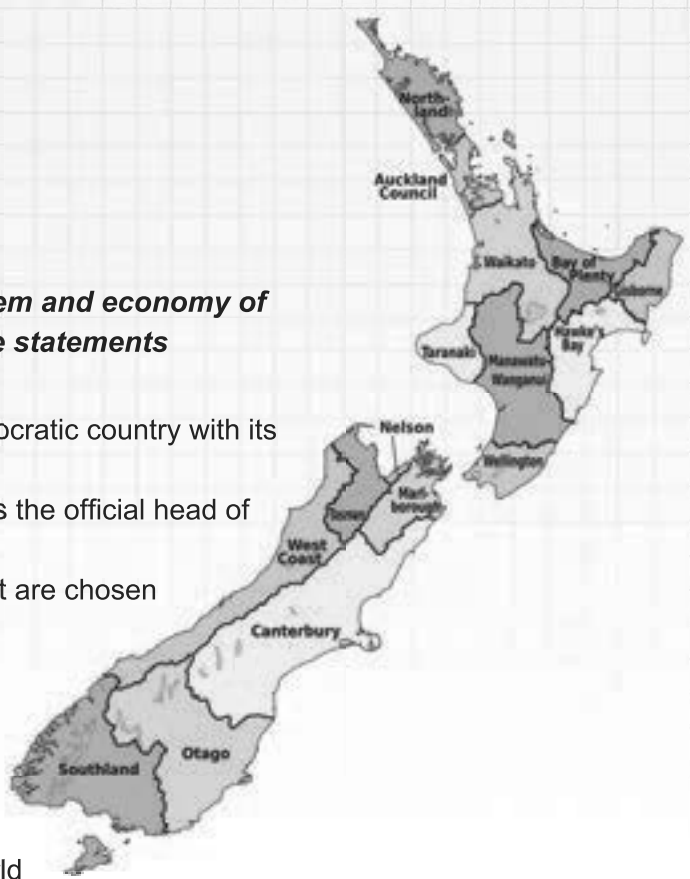 em and economy of
e statements
ocratic country with its
s the official head of
t are chosen
ld
North-
land
Auckland
Council
Waikato
Bay of
Plenty
Gisborne
Hawke's
Bay
Taranaki
Manawatu-
Wanganui
Wellington
Nelson
Marl-
borough
Tasman
West
Coast
Canterbury
Otago
Southland